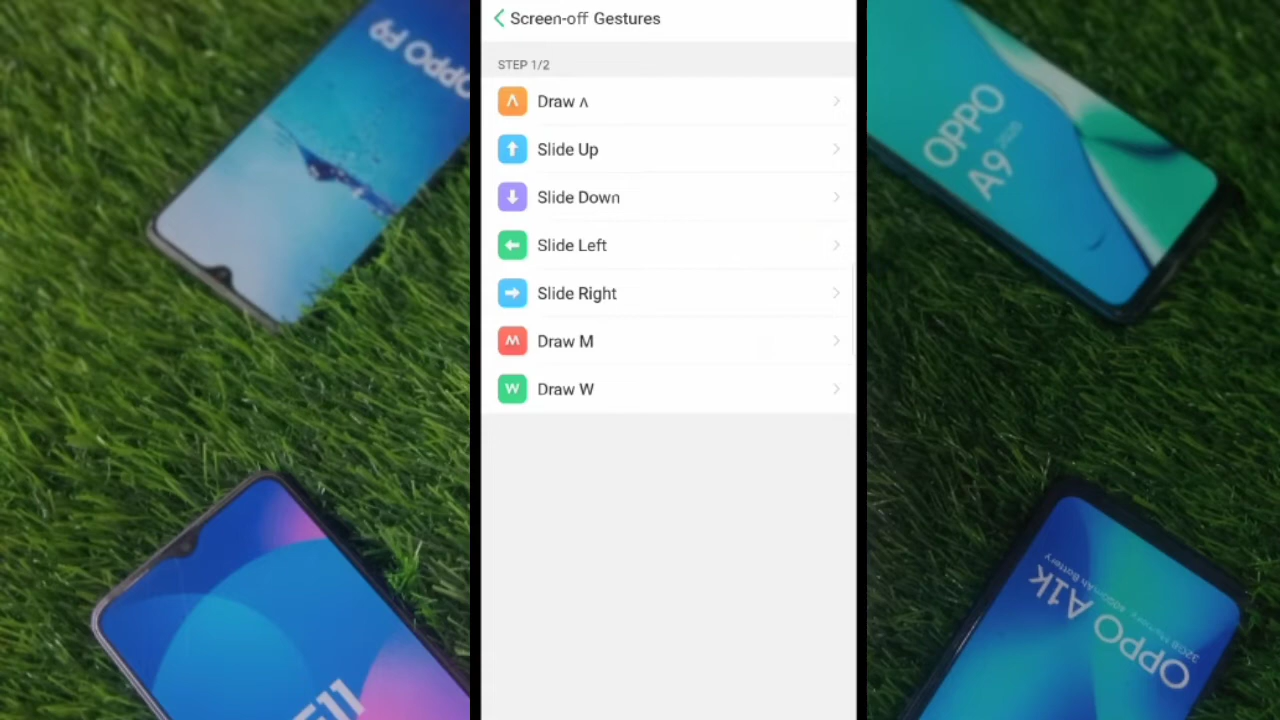 Screen-off Gestures
STEP 1/2
Draw ʌ
Slide Up
Slide Down
Slide Left
Slide Right
Draw M
Draw W
OPPO F9
OPPO
A9 2020
OPPO A1k